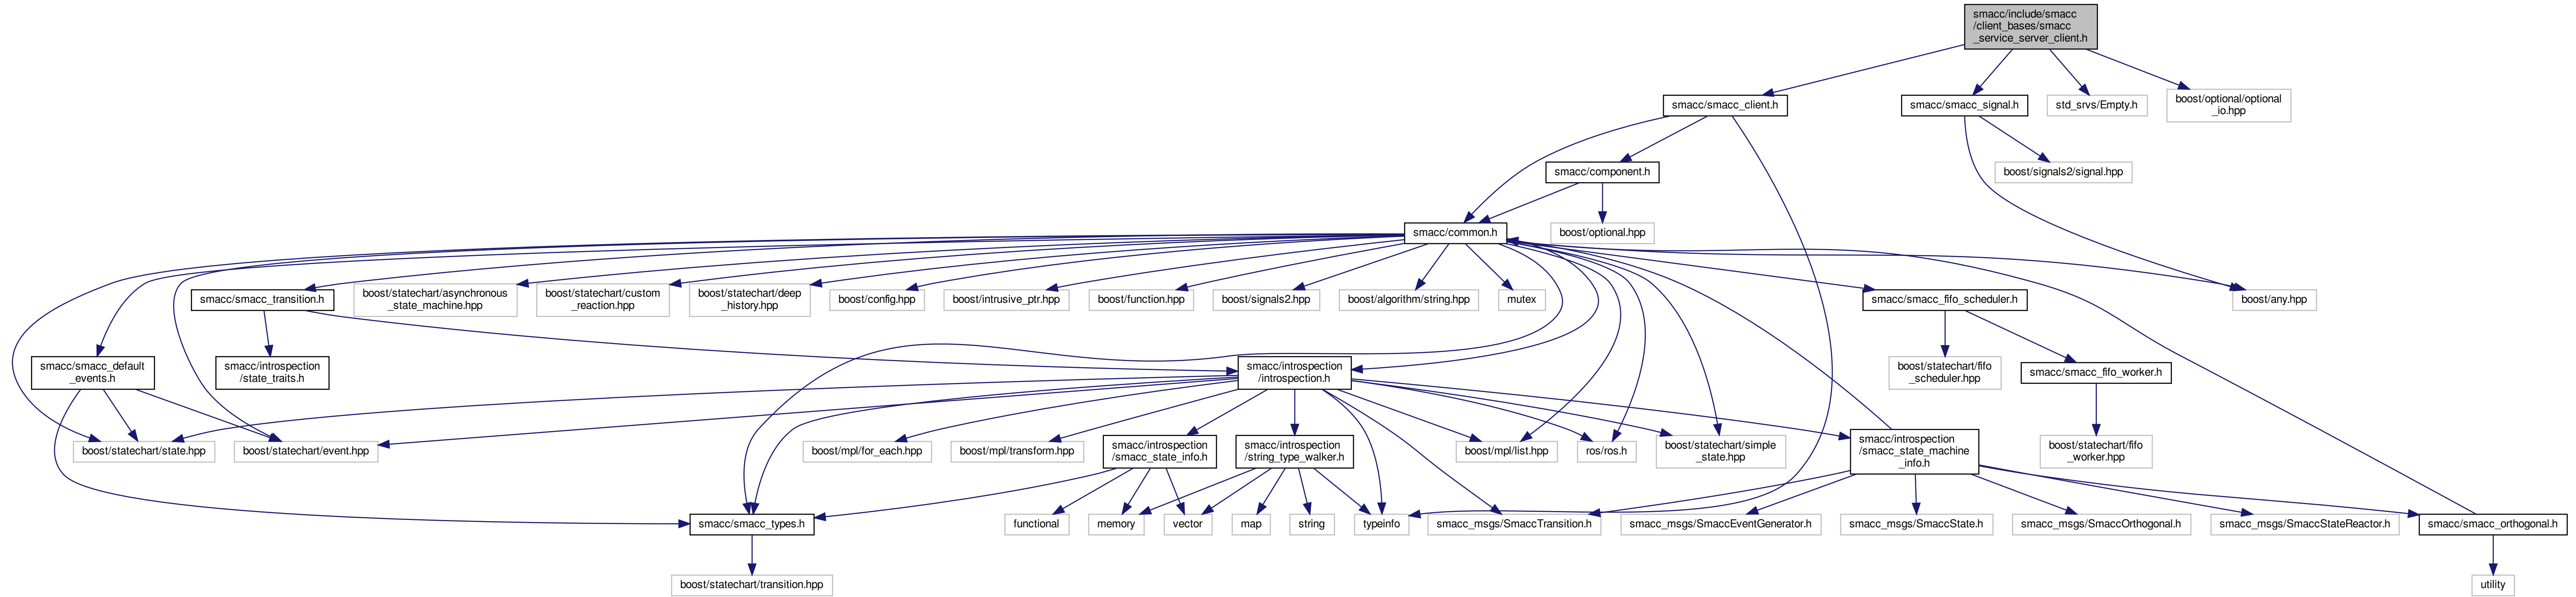 smacc/include/smacc
/client_bases/smacc
_service_server_client.h
smacc/smacc_client.h
smacc/smacc_signal.h
std_srvs/Empty.h
boost/optional/optional
_io.hpp
smacc/component.h
boost/signals2/signal.hpp
smacc/common.h
boost/optional.hpp
smacc/smacc_transition.h
boost/statechart/asynchronous
_state_machine.hpp
boost/statechart/custom
_reaction.hpp
boost/statechart/deep
_history.hpp
boost/config.hpp
boost/intrusive_ptr.hpp
boost/function.hpp
boost/signals2.hpp
boost/algorithm/string.hpp
mutex
smacc/smacc_fifo_scheduler.h
boost/any.hpp
smacc/smacc_default
_events.h
smacc/introspection
/state_traits.h
smacc/introspection
/introspection.h
boost/statechart/fifo
_scheduler.hpp
smacc/smacc_fifo_worker.h
boost/statechart/state.hpp
boost/statechart/event.hpp
boost/mpl/for_each.hpp
boost/mpl/transform.hpp
smacc/introspection
/smacc_state_info.h
smacc/introspection
/string_type_walker.h
boost/mpl/list.hpp
ros/ros.h
boost/statechart/simple
_state.hpp
smacc/introspection
/smacc_state_machine
_info.h
boost/statechart/fifo
_worker.hpp
smacc/smacc_types.h
functional
memory
vector
map
string
typeinfo
smacc_msgs/SmaccTransition.h
smacc_msgs/SmaccEventGenerator.h
smacc_msgs/SmaccState.h
smacc_msgs/SmaccOrthogonal.h
smacc_msgs/SmaccStateReactor.h
smacc/smacc_orthogonal.h
boost/statechart/transition.hpp
utility